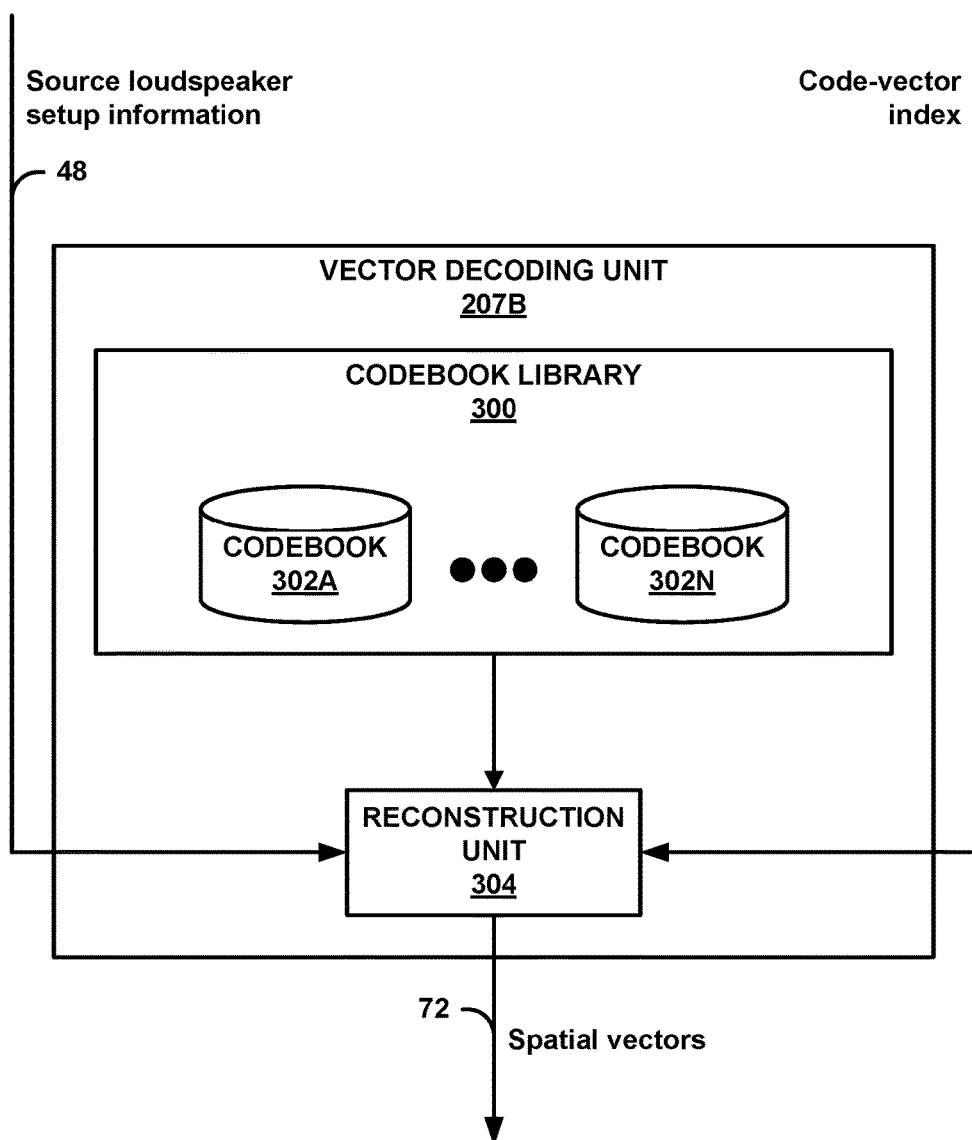 Source loudspeaker
setup information
Code-vector
index
48
VECTOR DECODING UNIT
207B
CODEBOOK LIBRARY
300
CODEBOOK
302A
CODEBOOK
302N
RECONSTRUCTION
UNIT
304
72
Spatial vectors